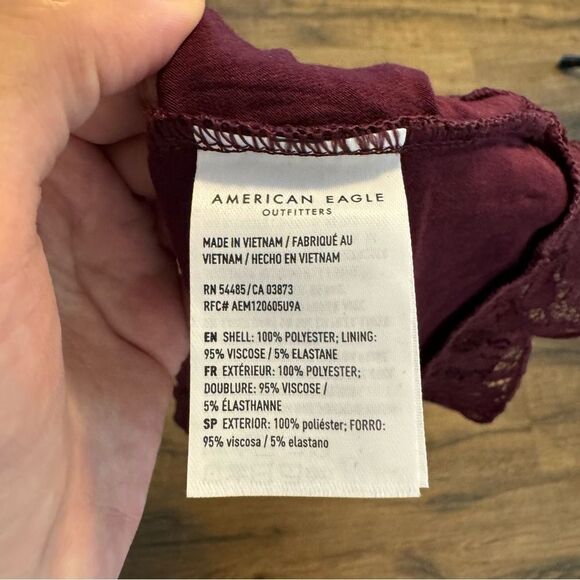 AMERICAN EAGLE
OUTFITTERS
MADE IN VIETNAM / FABRIQUÉ AU
VIETNAM / HECHO EN VIETNAM
RN 54485/CA 03873
RFC# AEM120605U9A
EN SHELL: 100% POLYESTER; LINING:
95% VISCOSE / 5% ELASTANE
FR EXTÉRIEUR: 100% POLYESTER;
DOUBLURE: 95% VISCOSE /
5% ÉLASTHANNE
SP EXTERIOR: 100% poliéster; FORRO:
95% viscosa / 5% elastano